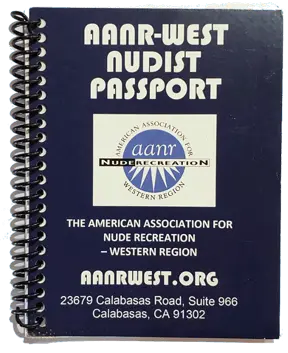 AANR-WEST
NUDIST
PASSPORT
AMERICAN ASSOCIATION FOR
aanr
NUDE RECREATION
WESTERN REGION
THE AMERICAN ASSOCIATION FOR
NUDE RECREATION
– WESTERN REGION
AANRWEST.ORG
23679 Calabasas Road, Suite 966
Calabasas, CA 91302